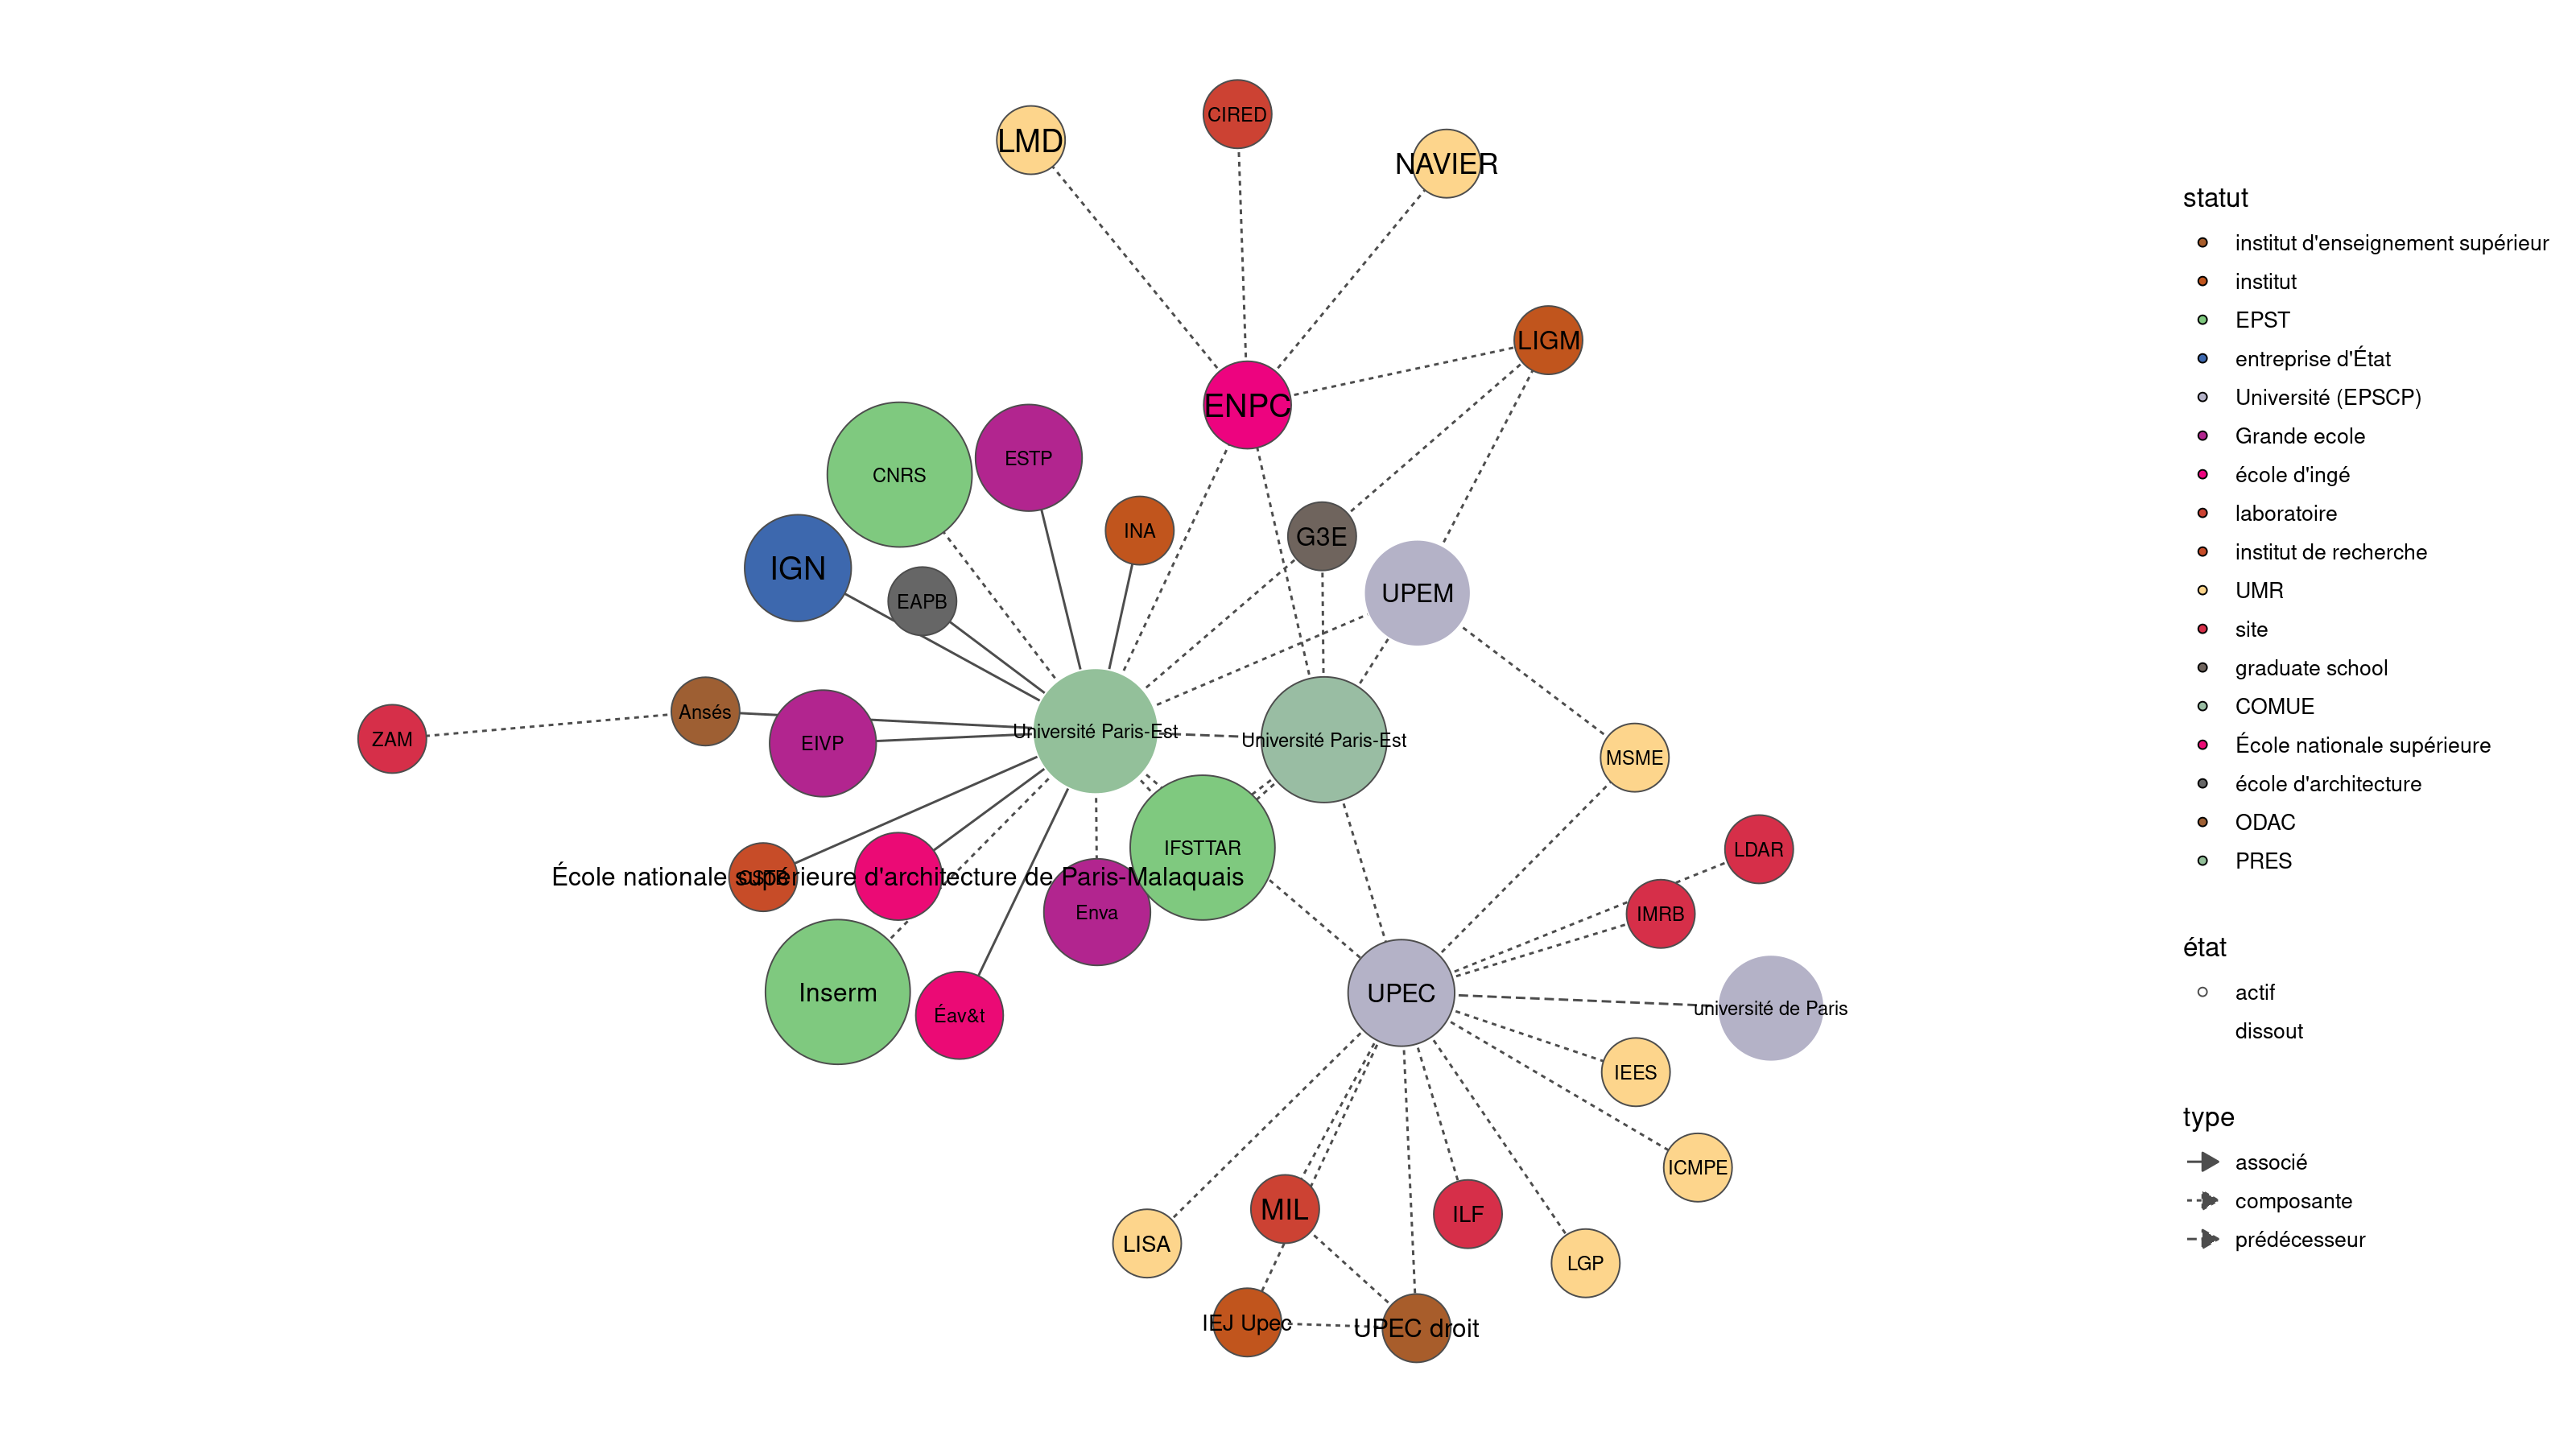 CIRED
LMD
NAVIER
LIGM
ENPC
ESTP
CNRS
INA
G3E
IGN
UPEM
EAPB
Ansés
Université Paris-Est
ZAM
EIVP
Université Paris-Est
MSME
IFSTTAR
LDAR
École nationale supérieure d'architecture de Paris-Malaquais
Enva
IMRB
Inserm
UPEC
université de Paris
Éav&t
IEES
ICMPE
MIL
ILF
LISA
LGP
IEJ Upec
UPEC droit
statut
institut d'enseignement supérieur
institut
EPST
entreprise d'État
Université (EPSCP)
Grande ecole
école d'ingé
laboratoire
institut de recherche
UMR
site
graduate school
COMUE
École nationale supérieure
école d'architecture
ODAC
PRES
état
actif
dissout
type
associé
composante
prédécesseur